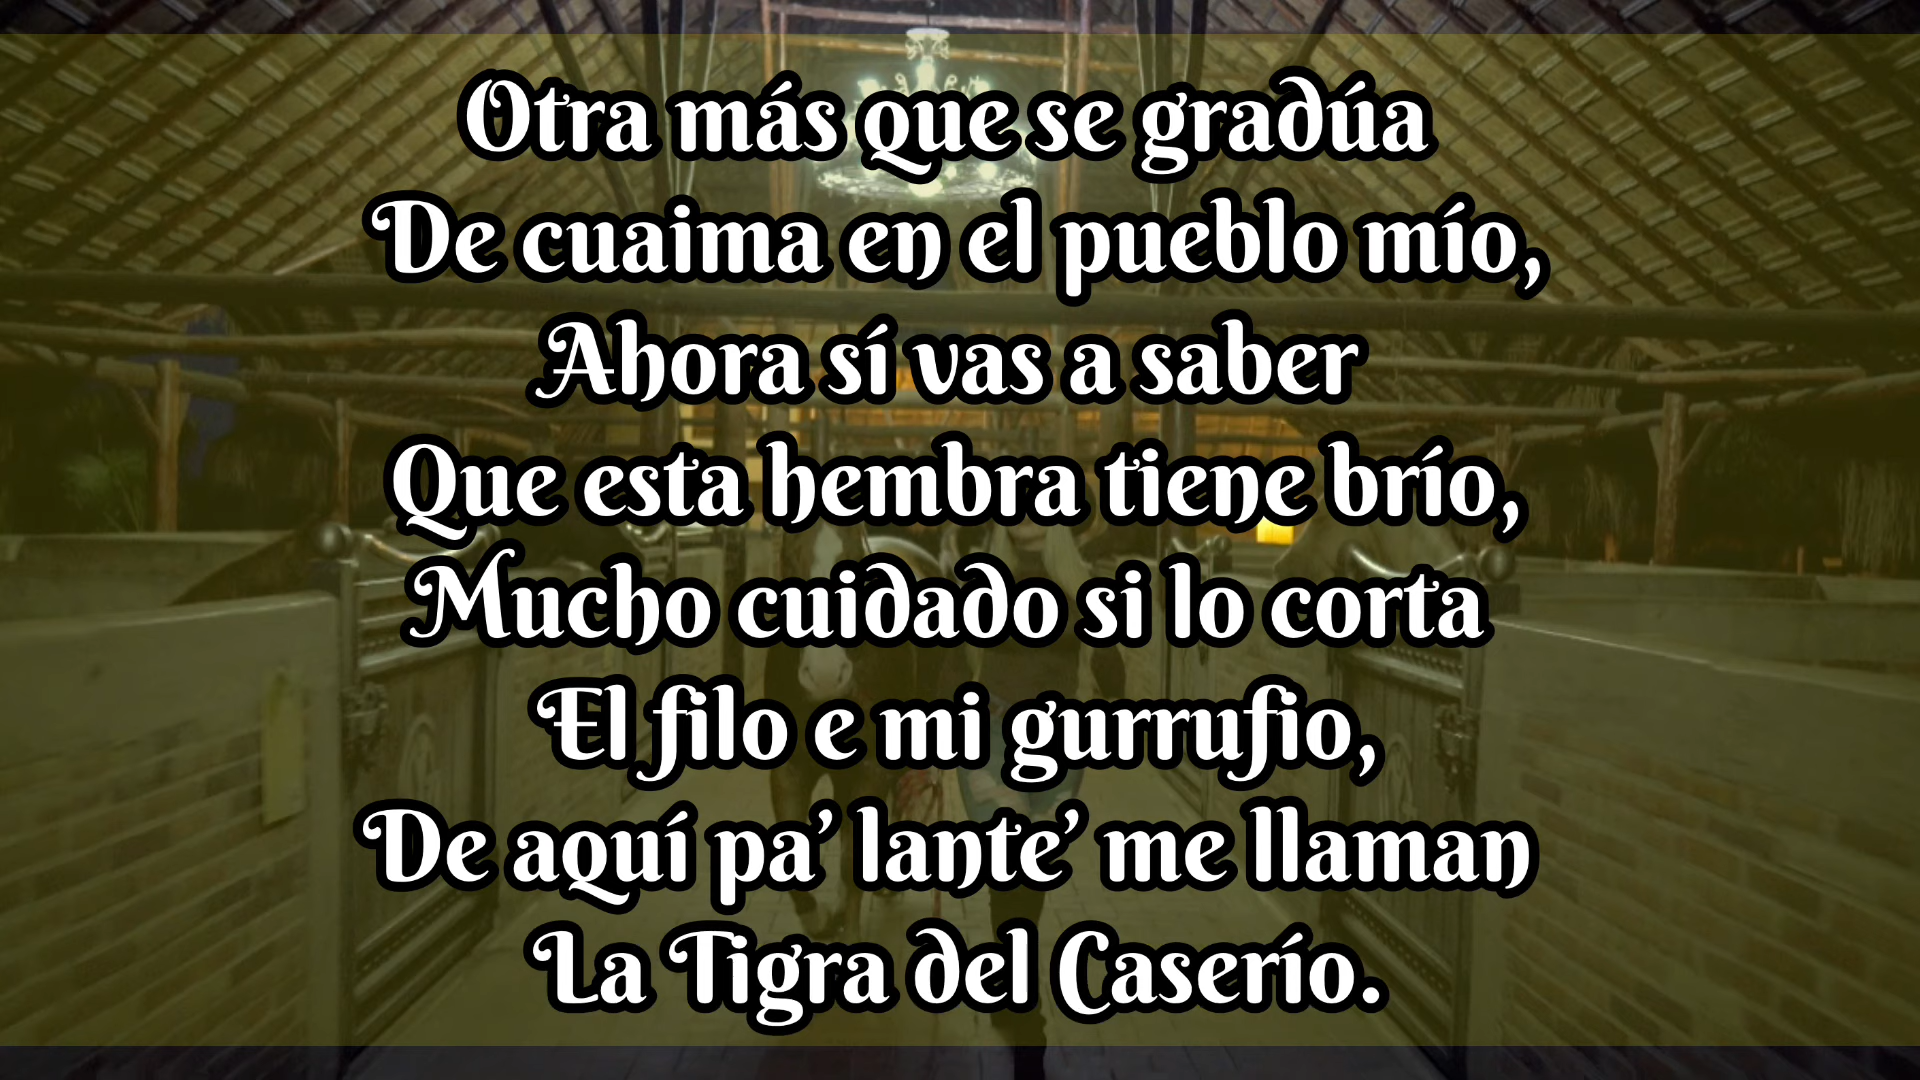 Otra más que se gradúa
De cuaima en el pueblo mío,
Ahora sí vas a saber
Que esta hembra tiene brío,
Mucho cuidado si lo corta
El filo e mi gurrufio,
De aquí pa’ lante’ me llaman
La Tigra del Caserío.